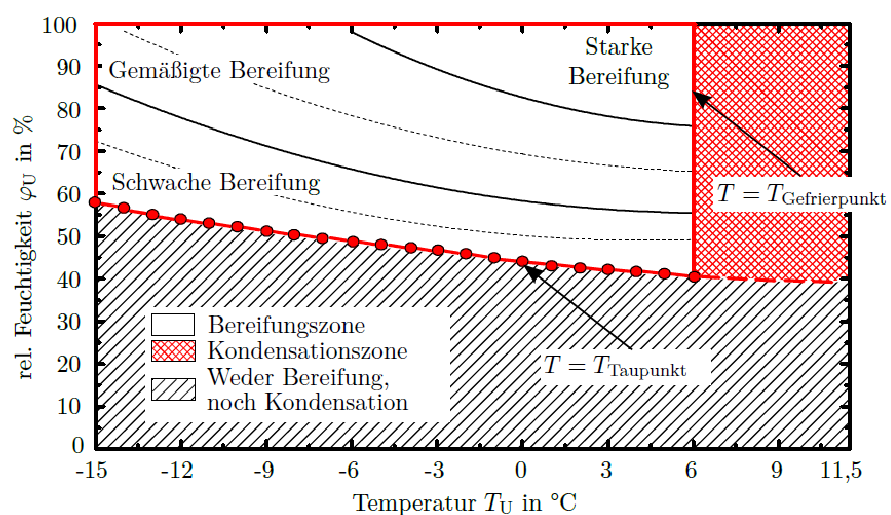 100
90
80
70
60
50
40
30
20
10
0
rel. Feuchtigkeit φU in %
Gemäßigte Bereifung
Starke
Bereifung
Schwache Bereifung
T = TGefrierpunkt
T = TTaupunkt
Bereifungszone
Kondensationszone
Weder Bereifung,
noch Kondensation
-15 -12 -9 -6 -3 0 3 6 9 11,5
Temperatur TU in °C